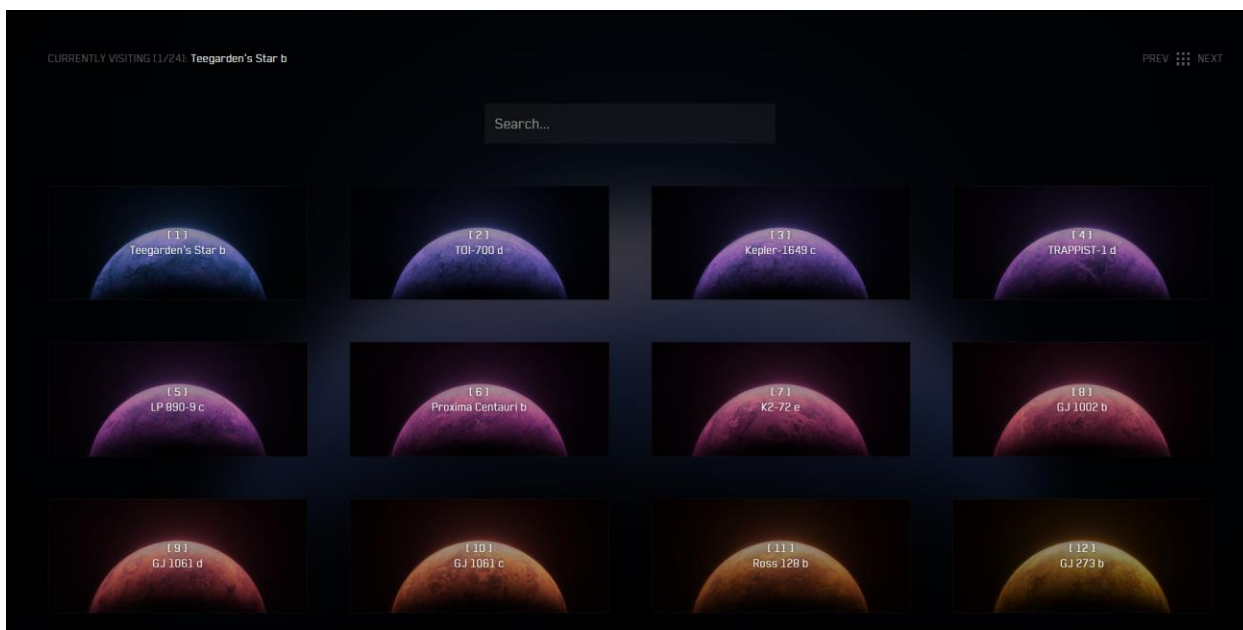 CURRENTLY VISITING [1/24]: Teegarden's Star b
PREV NEXT
Search...
[1]
Teegarden's Star b
[2]
TOI-700 d
[3]
Kepler-1649 c
[4]
TRAPPIST-1 d
[5]
LP 890-9 c
[6]
Proxima Centauri b
[7]
K2-72 e
[8]
GJ 1002 b
[9]
GJ 1061 d
[10]
GJ 1061 c
[11]
Ross 128 b
[12]
GJ 273 b